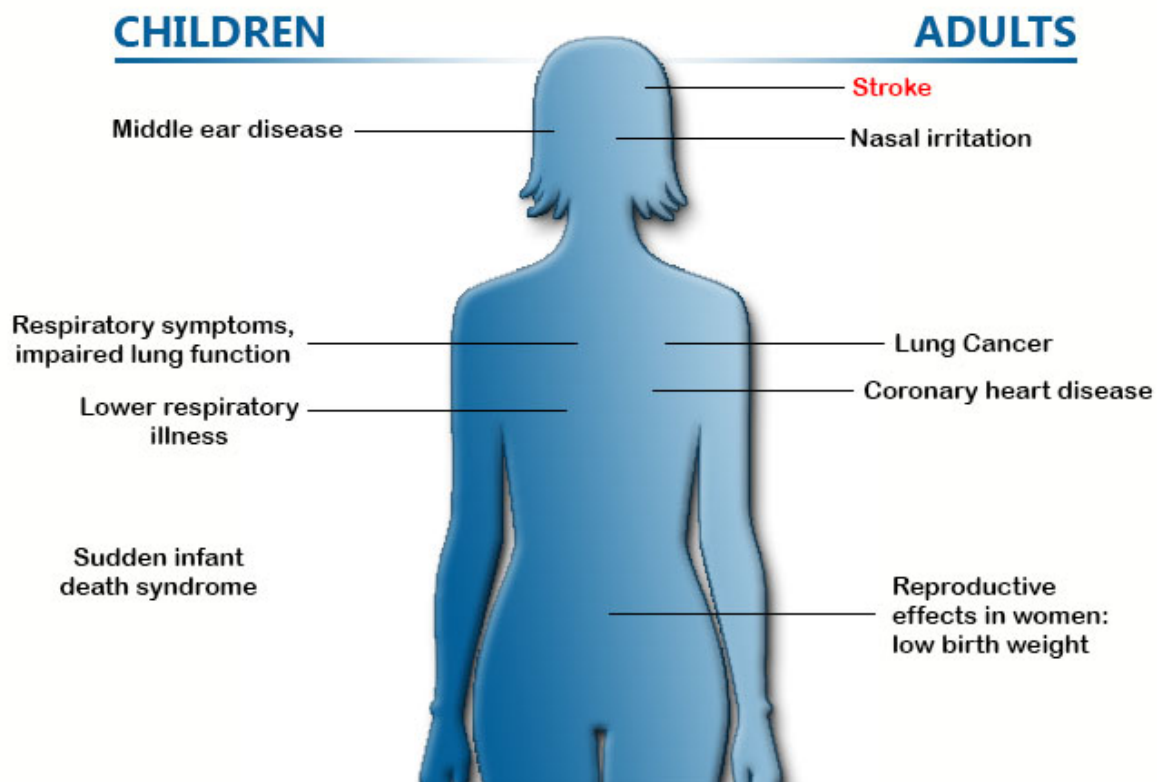 CHILDREN
ADULTS
Stroke
Middle ear disease
Nasal irritation
Respiratory symptoms,
impaired lung function
Lung Cancer
Coronary heart disease
Lower respiratory
illness
Sudden infant
death syndrome
Reproductive
effects in women:
low birth weight